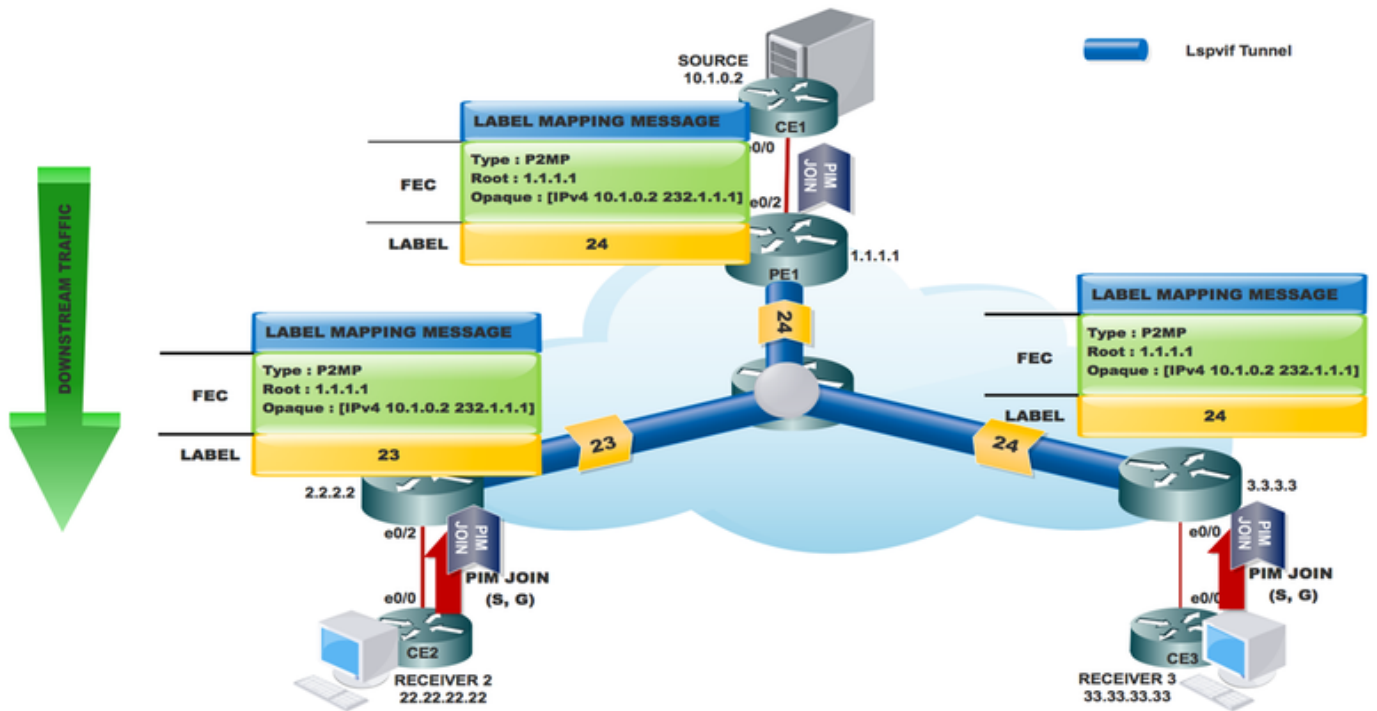 SOURCE
10.1.0.2
Lspvif Tunnel
LABEL MAPPING MESSAGE
CE1
e0/0
FEC
Type : P2MP
Root : 1.1.1.1
Opaque : [IPv4 10.1.0.2 232.1.1.1]
PIM
JOIN
e0/2
LABEL
24
1.1.1.1
PE1
DOWNSTREAM TRAFFIC
LABEL MAPPING MESSAGE
FEC
Type : P2MP
Root : 1.1.1.1
Opaque : [IPv4 10.1.0.2 232.1.1.1]
LABEL
24
24
LABEL MAPPING MESSAGE
FEC
Type : P2MP
Root : 1.1.1.1
Opaque : [IPv4 10.1.0.2 232.1.1.1]
LABEL
23
23
24
2.2.2.2
3.3.3.3
e0/2
PIM
JOIN
PIM JOIN
(S, G)
e0/0
CE2
RECEIVER 2
22.22.22.22
e0/0
PIM
JOIN
PIM JOIN
(S, G)
e0/0
CE3
RECEIVER 3
33.33.33.33